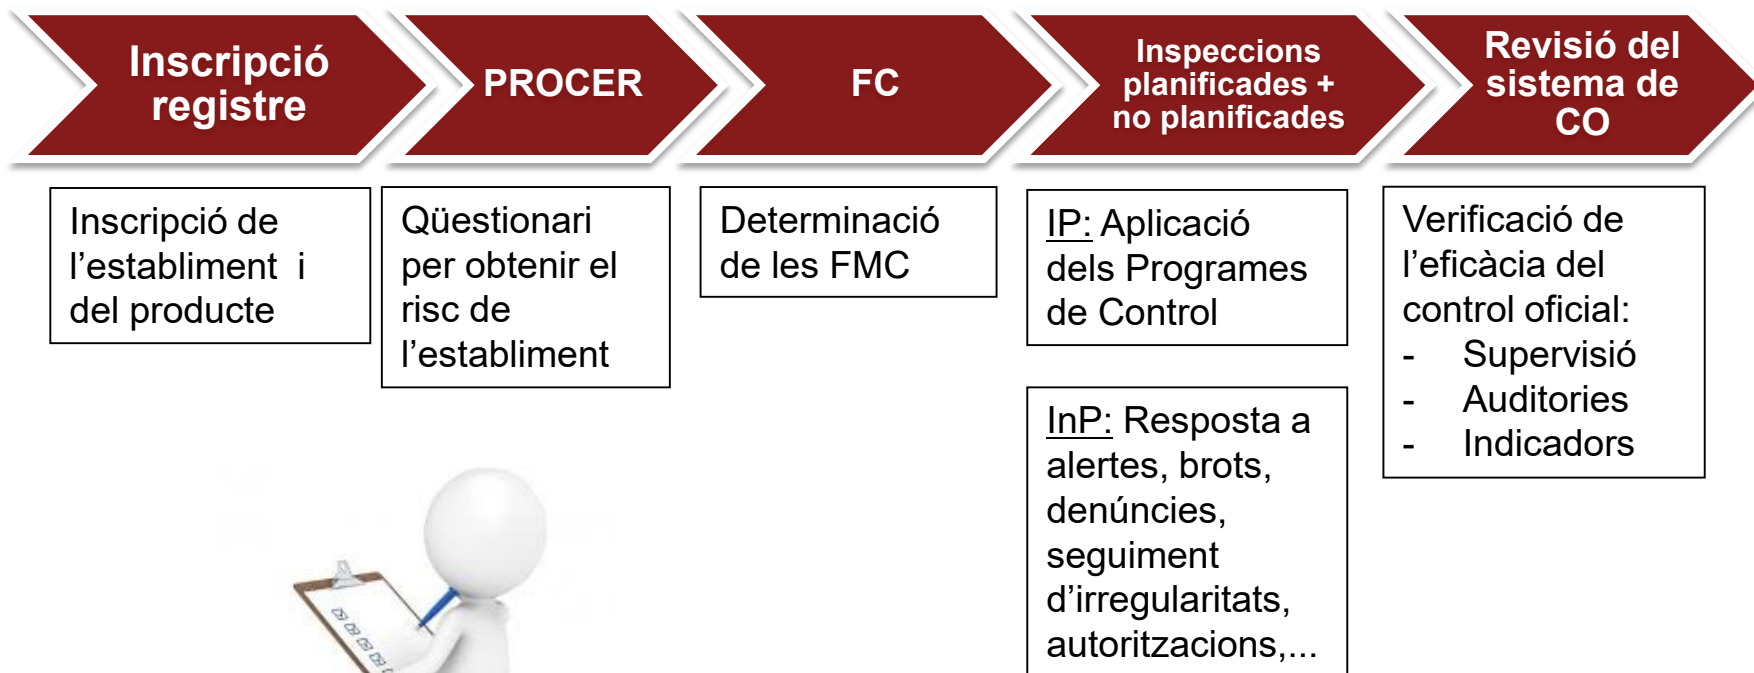 Inscripció
registre
PROCER
FC
Inspeccions
planificades +
no planificades
Revisió del
sistema de
CO
Inscripció de
l’establiment  i
del producte
Qüestionari
per obtenir el
risc de
l’establiment
Determinació
de les FMC
IP: Aplicació
dels Programes
de Control
InP: Resposta a
alertes, brots,
denúncies,
seguiment
d’irregularitats,
autoritzacions,...
Verificació de
l’eficàcia del
control oficial:
- Supervisió
- Auditories
- Indicadors